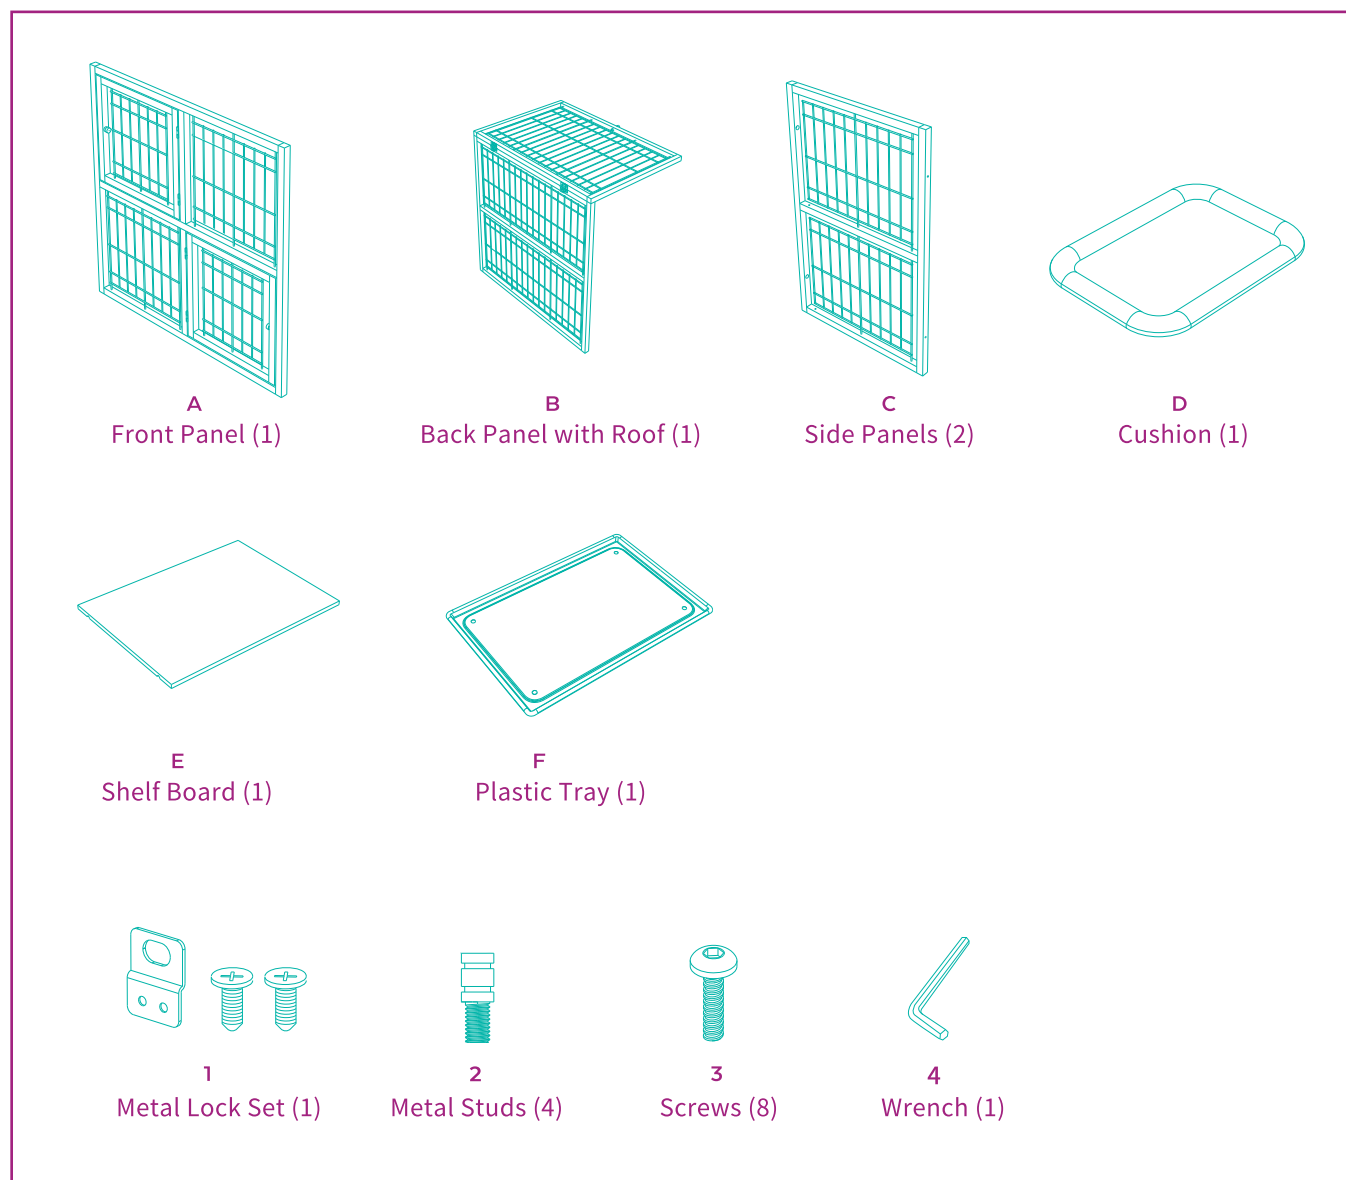 A
Front Panel (1)
B
Back Panel with Roof (1)
C
Side Panels (2)
D
Cushion (1)
E
Shelf Board (1)
F
Plastic Tray (1)
1
Metal Lock Set (1)
2
Metal Studs (4)
3
Screws (8)
4
Wrench (1)